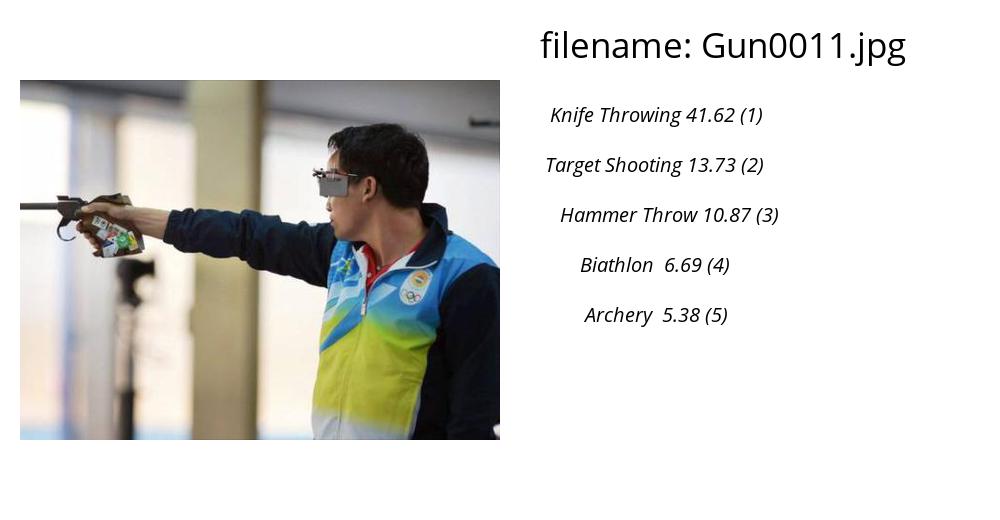 filename: Gun0011.jpg
Knife Throwing 41.62 (1)
Target Shooting 13.73 (2)
Hammer Throw 10.87 (3)
Biathlon 6.69 (4)
Archery 5.38 (5)